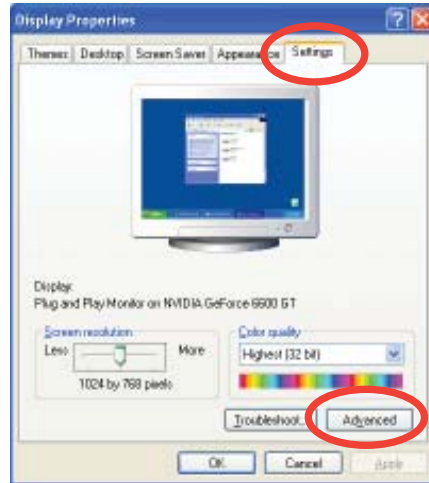 Display Properties
Themes Desktop Screen Saver Appearance Settings
Display:
Plug and Play Monitor on NVIDIA GeForce 6600 GT
Screen resolution
Less More
1024 by 768 pixels
Color quality
Highest (32 bit)
Troubleshoot... Advanced
OK Cancel Apply